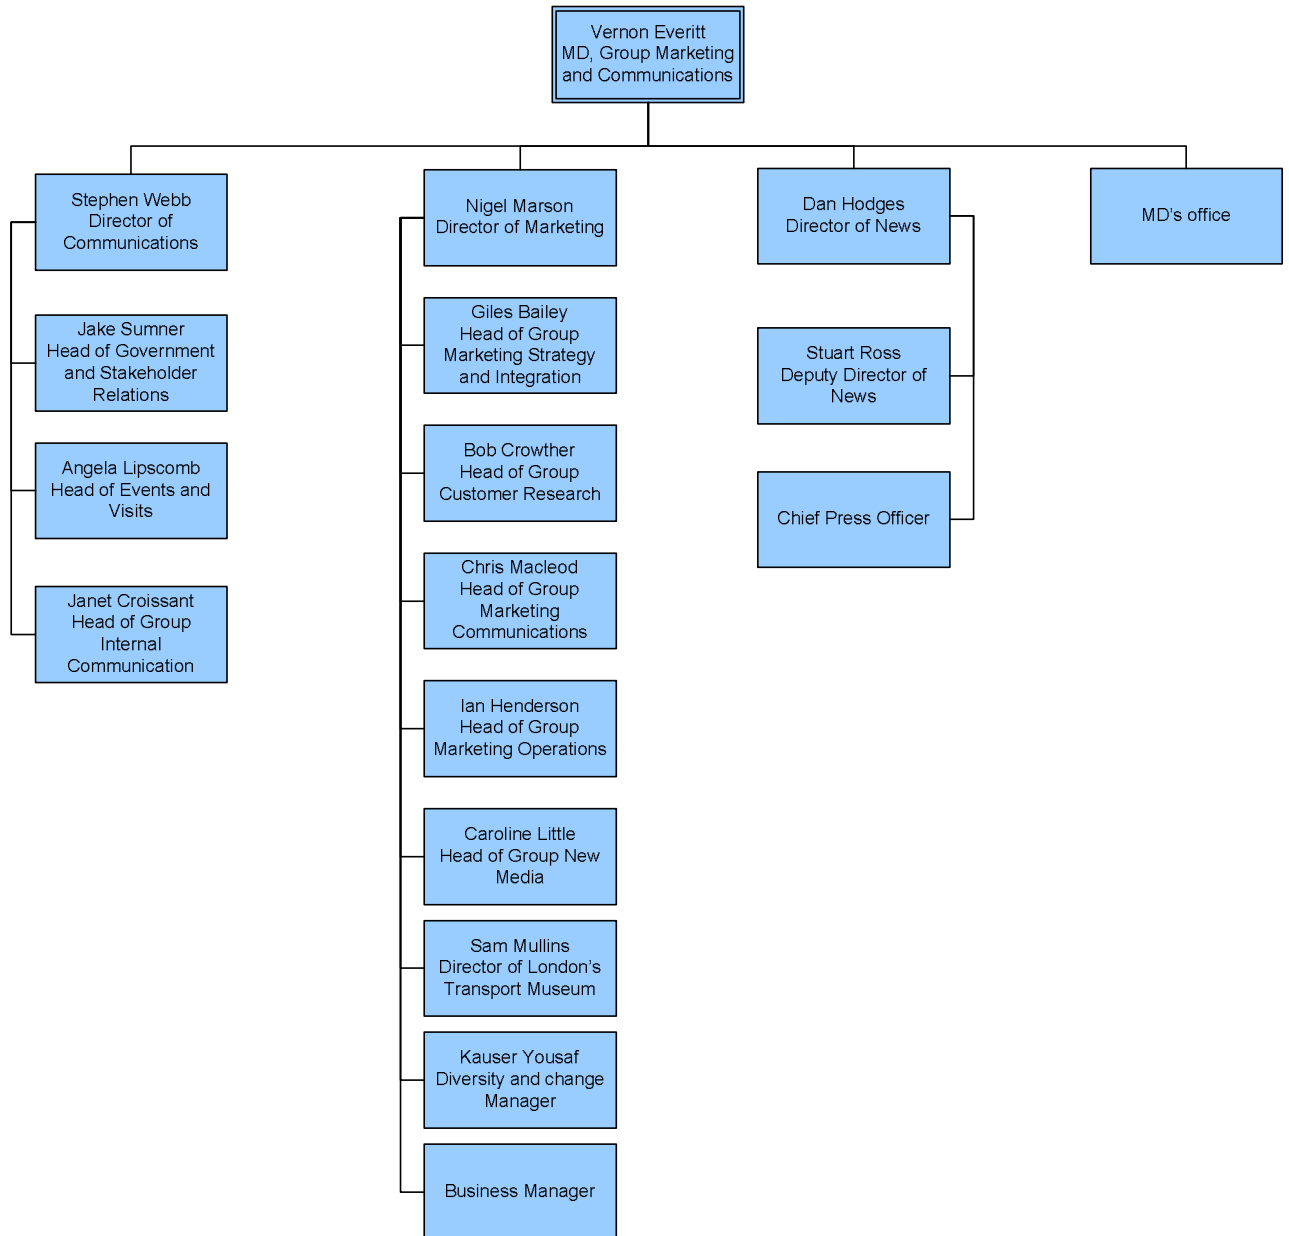 Vernon Everitt
MD, Group Marketing
and Communications
Stephen Webb
Director of
Communications
Nigel Marson
Director of Marketing
Dan Hodges
Director of News
MD's office
Jake Sumner
Head of Government
and Stakeholder
Relations
Angela Lipscomb
Head of Events and
Visits
Janet Croissant
Head of Group
Internal
Communication
Giles Bailey
Head of Group
Marketing Strategy
and Integration
Bob Crowther
Head of Group
Customer Research
Chris Macleod
Head of Group
Marketing
Communications
Ian Henderson
Head of Group
Marketing Operations
Caroline Little
Head of Group New
Media
Sam Mullins
Director of London's
Transport Museum
Kauser Yousaf
Diversity and change
Manager
Business Manager
Stuart Ross
Deputy Director of
News
Chief Press Officer